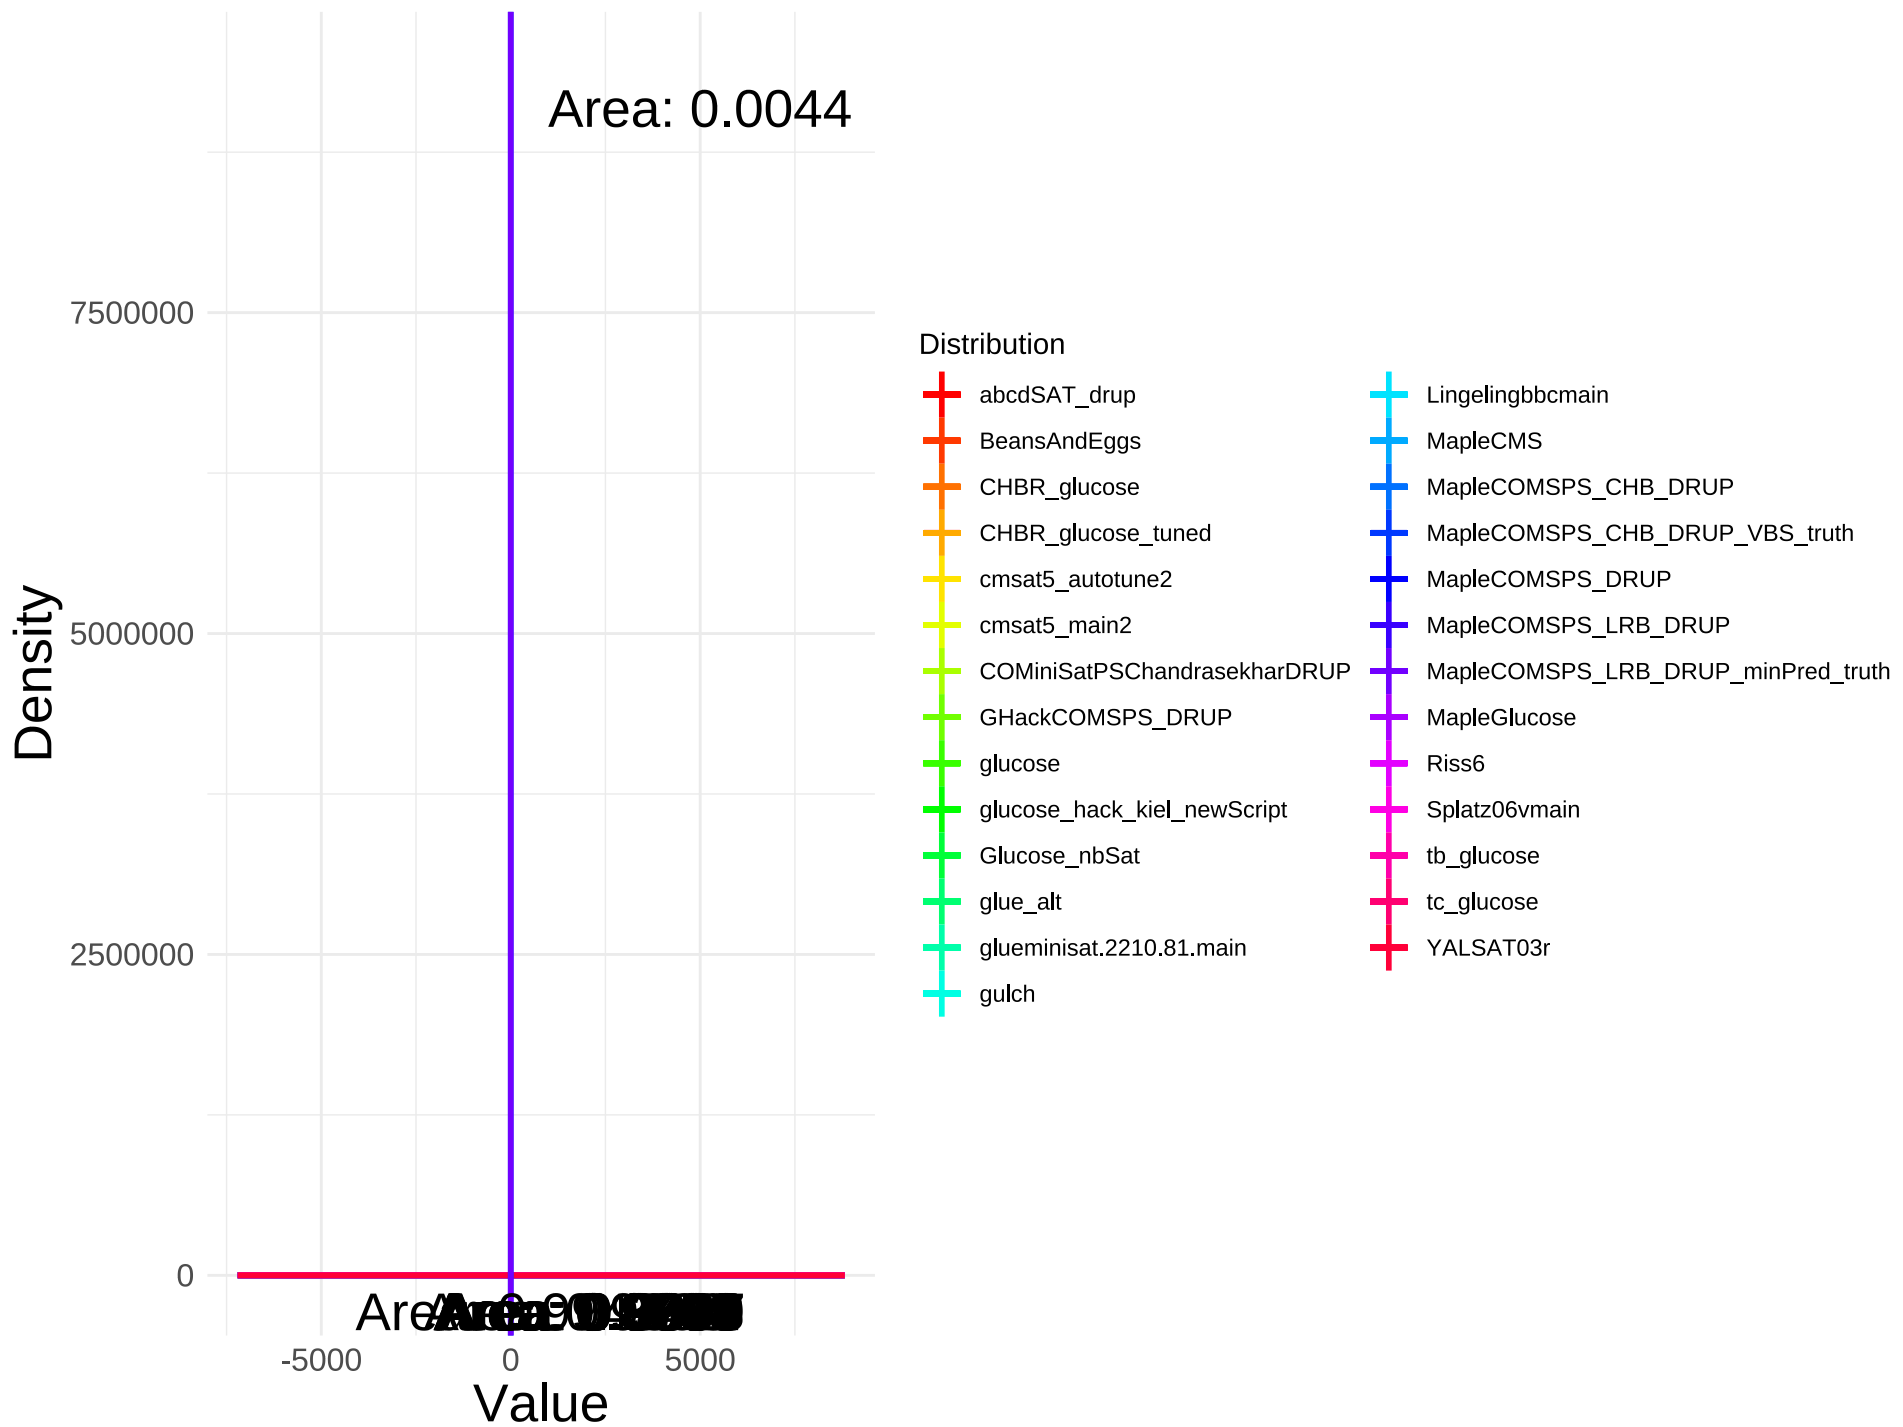 Area: 0.0044
7500000
5000000
2500000
0
Density
-5000
0
5000
Value
Distribution
abcdSAT_drup
BeansAndEggs
CHBR_glucose
CHBR_glucose_tuned
cmsat5_autotune2
cmsat5_main2
COMiniSatPSChandrasekharDRUP
GHackCOMSPS_DRUP
glucose
glucose_hack_kiel_newScript
Glucose_nbSat
glue_alt
glueminisat.2210.81.main
gulch
Lingelingbbcmain
MapleCMS
MapleCOMSPS_CHB_DRUP
MapleCOMSPS_CHB_DRUP_VBS_truth
MapleCOMSPS_DRUP
MapleCOMSPS_LRB_DRUP
MapleCOMSPS_LRB_DRUP_minPred_truth
MapleGlucose
Riss6
Splatz06vmain
tb_glucose
tc_glucose
YALSAT03r